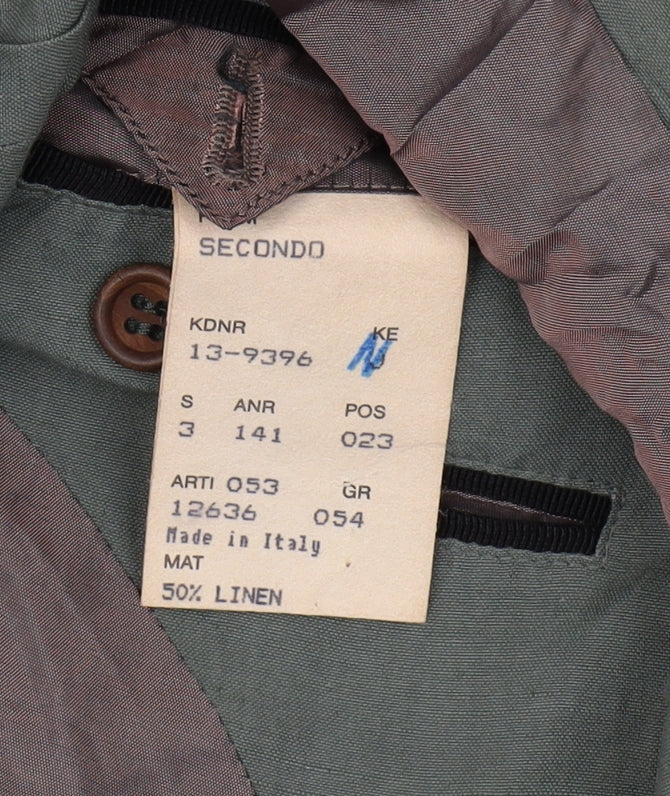 SECONDO
KDNR KE
13-9396 N
S ANR POS
3 141 023
ARTI 053 GR
12636 054
Made in Italy
MAT
50% LINEN